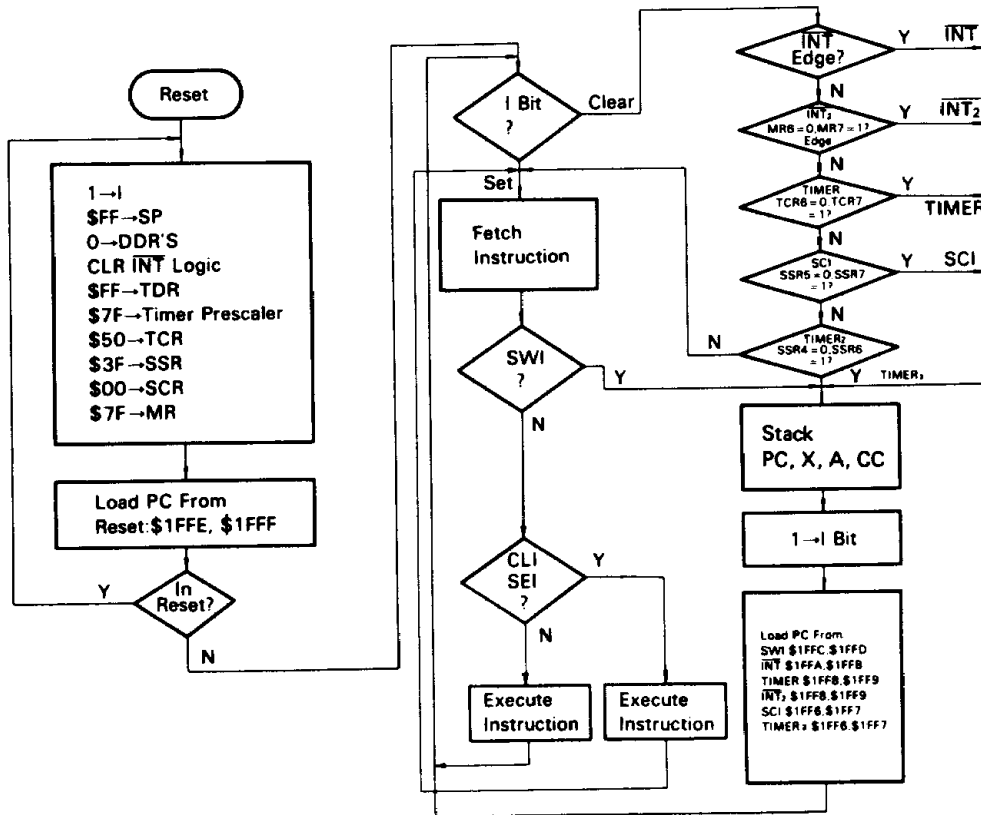 Reset
1→I
$FF→SP
0→DDR'S
CLR INT Logic
$FF→TDR
$7F→Timer Prescaler
$50→TCR
$3F→SSR
$00→SCR
$7F→MR
Load PC From
Reset:$1FFE, $1FFF
In
Reset?
Y
N
I Bit
?
Clear
Set
Fetch
Instruction
SWI
?
Y
N
CLI
SEI
?
Y
N
Execute
Instruction
Execute
Instruction
INT
Edge?
Y
INT
N
INT₂
MR6=0.MR7=1?
Edge
Y
INT₂
N
TIMER
TCR6=0.TCR7
=1?
Y
TIMER
N
SCI
SSR5=0.SSR7
=1?
Y
SCI
N
TIMER₂
SSR4=0.SSR6
=1?
N
Y
TIMER₂
Stack
PC, X, A, CC
1→I Bit
Load PC From
SWI $1FFC.$1FFD
INT $1FFA.$1FFB
TIMER $1FF8.$1FF9
INT₂ $1FF8.$1FF9
SCI $1FF6.$1FF7
TIMER₂ $1FF6.$1FF7